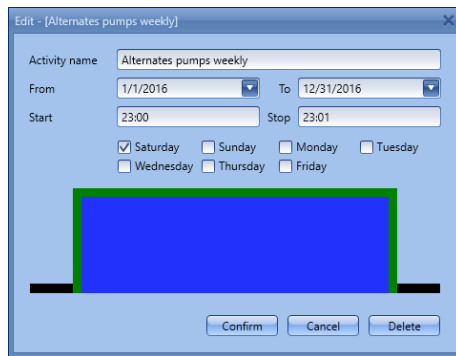 Edit - [Alternates pumps weekly]
Activity name Alternates pumps weekly
From 1/1/2016 To 12/31/2016
Start 23:00 Stop 23:01
Saturday Sunday Monday Tuesday
Wednesday Thursday Friday
Confirm Cancel Delete